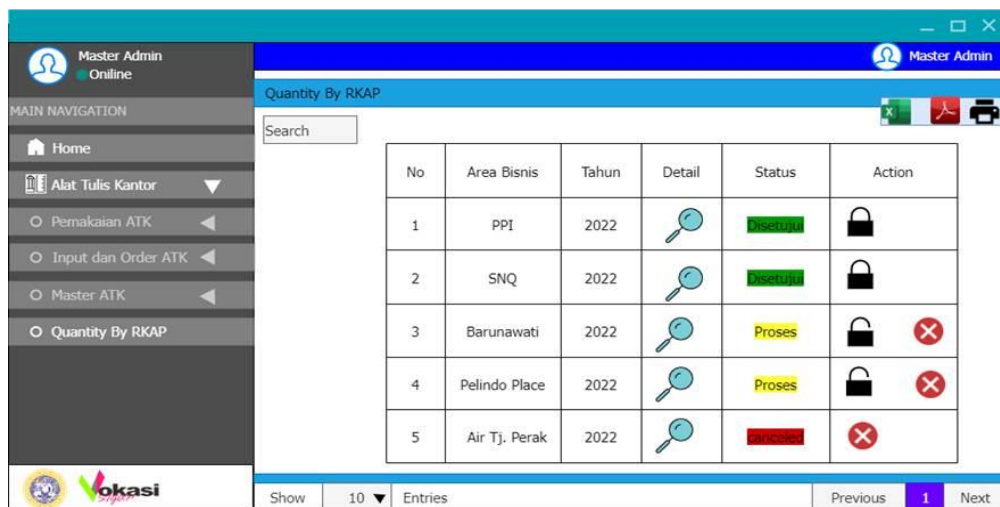 Master Admin
Oniline
Master Admin
MAIN NAVIGATION
Quantity By RKAP
Search
Home
Alat Tulis Kantor
Pemakaian ATK
Input dan Order ATK
Master ATK
Quantity By RKAP
No Area Bisnis Tahun Detail Status Action
1 PPI 2022 Disetujui
2 SNQ 2022 Disetujui
3 Barunawati 2022 Proses
4 Pelindo Place 2022 Proses
5 Air Tj. Perak 2022 canceled
Vokasi
Show 10 Entries Previous 1 Next